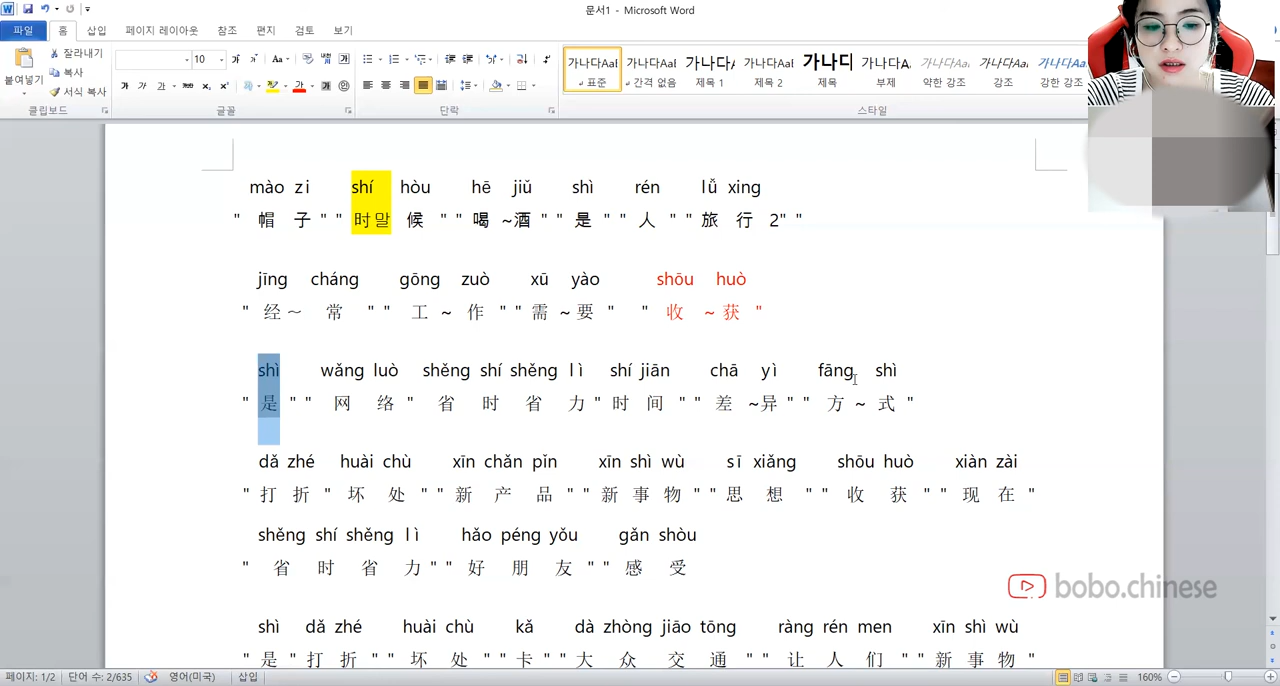 문서1 - Microsoft Word
파일 홈 삽입 페이지 레이아웃 참조 편지 검토 보기
붙여넣기 잘라내기 복사 서식 복사 10
가나다AaI 가나다AaI 가나다 가나다AaI 가나디 가나다A. 가나다AaI 가나다AaI 가나다AaI
표준 간격 없음 제목 1 제목 2 제목 부제 약한 강조 강조 강한 강조
클립보드 글꼴 단락 스타일
mào zi shí hòu hē jiǔ shì rén lǚ xing
" 帽 子 " " 时말 候 " " 喝 ~酒 " " 是 " " 人 " " 旅 行 2" "
jīng cháng gōng zuò xū yào shōu huò
" 经～ 常 " " 工 ~ 作 " " 需 ~ 要 " " 收 ~ 获 "
shì wǎng luò shěng shí shěng lì shí jiān chā yì fāng shì
" 是 " " 网 络 " 省 时 省 力 " 时 间 " " 差 ~异 " " 方 ~ 式 "
dǎ zhé huài chù xīn chǎn pǐn xīn shì wù sī xiǎng shōu huò xiàn zài
" 打 折 " 坏 处 " " 新 产 品 " " 新 事 物 " " 思 想 " " 收 获 " " 现 在 "
shěng shí shěng lì hǎo péng yǒu gǎn shòu
" 省 时 省 力 " " 好 朋 友 " " 感 受
bobo.chinese
shì dǎ zhé huài chù kǎ dà zhòng jiāo tōng ràng rén men xīn shì wù
" 是 " 打 折 " " 坏 处 " " 卡 " 大 众 交 通 " " 让 人 们 " " 新 事 物 "
페이지: 1/2 단어 수: 2/635 영어(미국) 삽입 160%